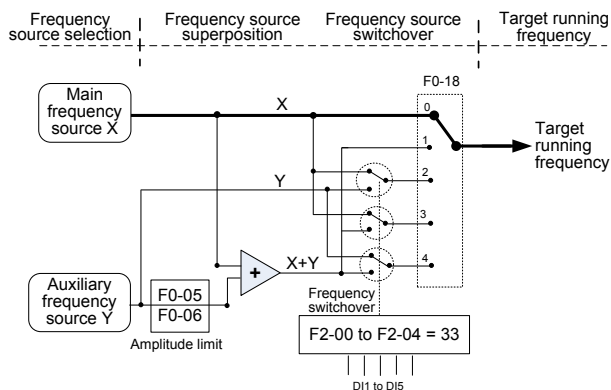 Frequency
source selection
Frequency source
superposition
Frequency source
switchover
Target running
frequency
F0-18
Main
frequency
source X
X
0
1
2
3
4
Target
running
frequency
Y
X+Y
+
Auxiliary
frequency
source Y
F0-05
F0-06
Amplitude limit
Frequency
switchover
F2-00 to F2-04 = 33
DI1 to DI5